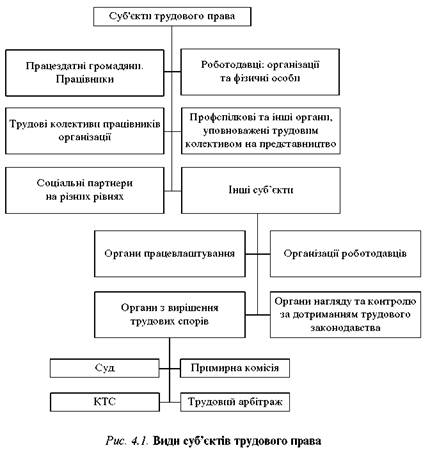 Суб'єкти трудового права
Працездатні громадяни.
Працівники
Роботодавці: організації
та фізичні особи
Трудові колективи працівників
організації
Профспілкові та інші органи,
уповноважені трудовим
колективом на представництво
Соціальні партнери
на різних рівнях
Інші суб’єкти
Органи працевлаштування
Організації роботодавців
Органи з вирішення
трудових спорів
Органи нагляду та контролю
за дотриманням трудового
законодавства
Суд
Примирна комісія
КТС
Трудовий арбітраж
Рис. 4.1. Види суб’єктів трудового права